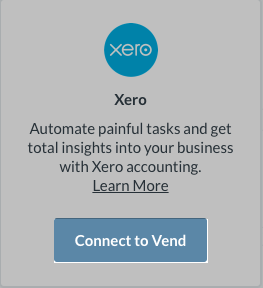 xero
Xero
Automate painful tasks and get
total insights into your business
with Xero accounting.
Learn More
Connect to Vend